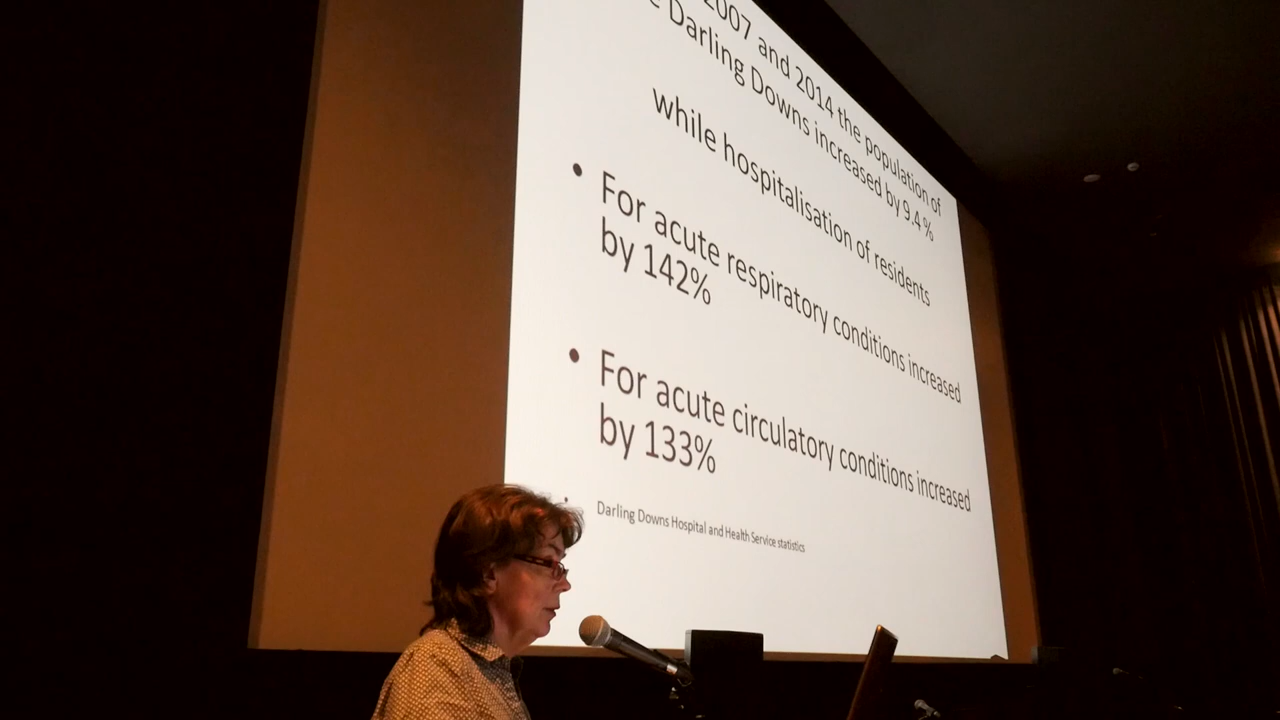 2007 and 2014 the population of
Darling Downs increased by 9.4 %
while hospitalisation of residents
• For acute respiratory conditions increased
by 142%
• For acute circulatory conditions increased
by 133%
• Darling Downs Hospital and Health Service statistics